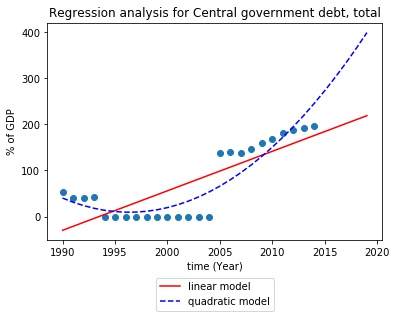 Regression analysis for Central government debt, total
400
300
200
100
0
% of GDP
1990 1995 2000 2005 2010 2015 2020
time (Year)
linear model
quadratic model